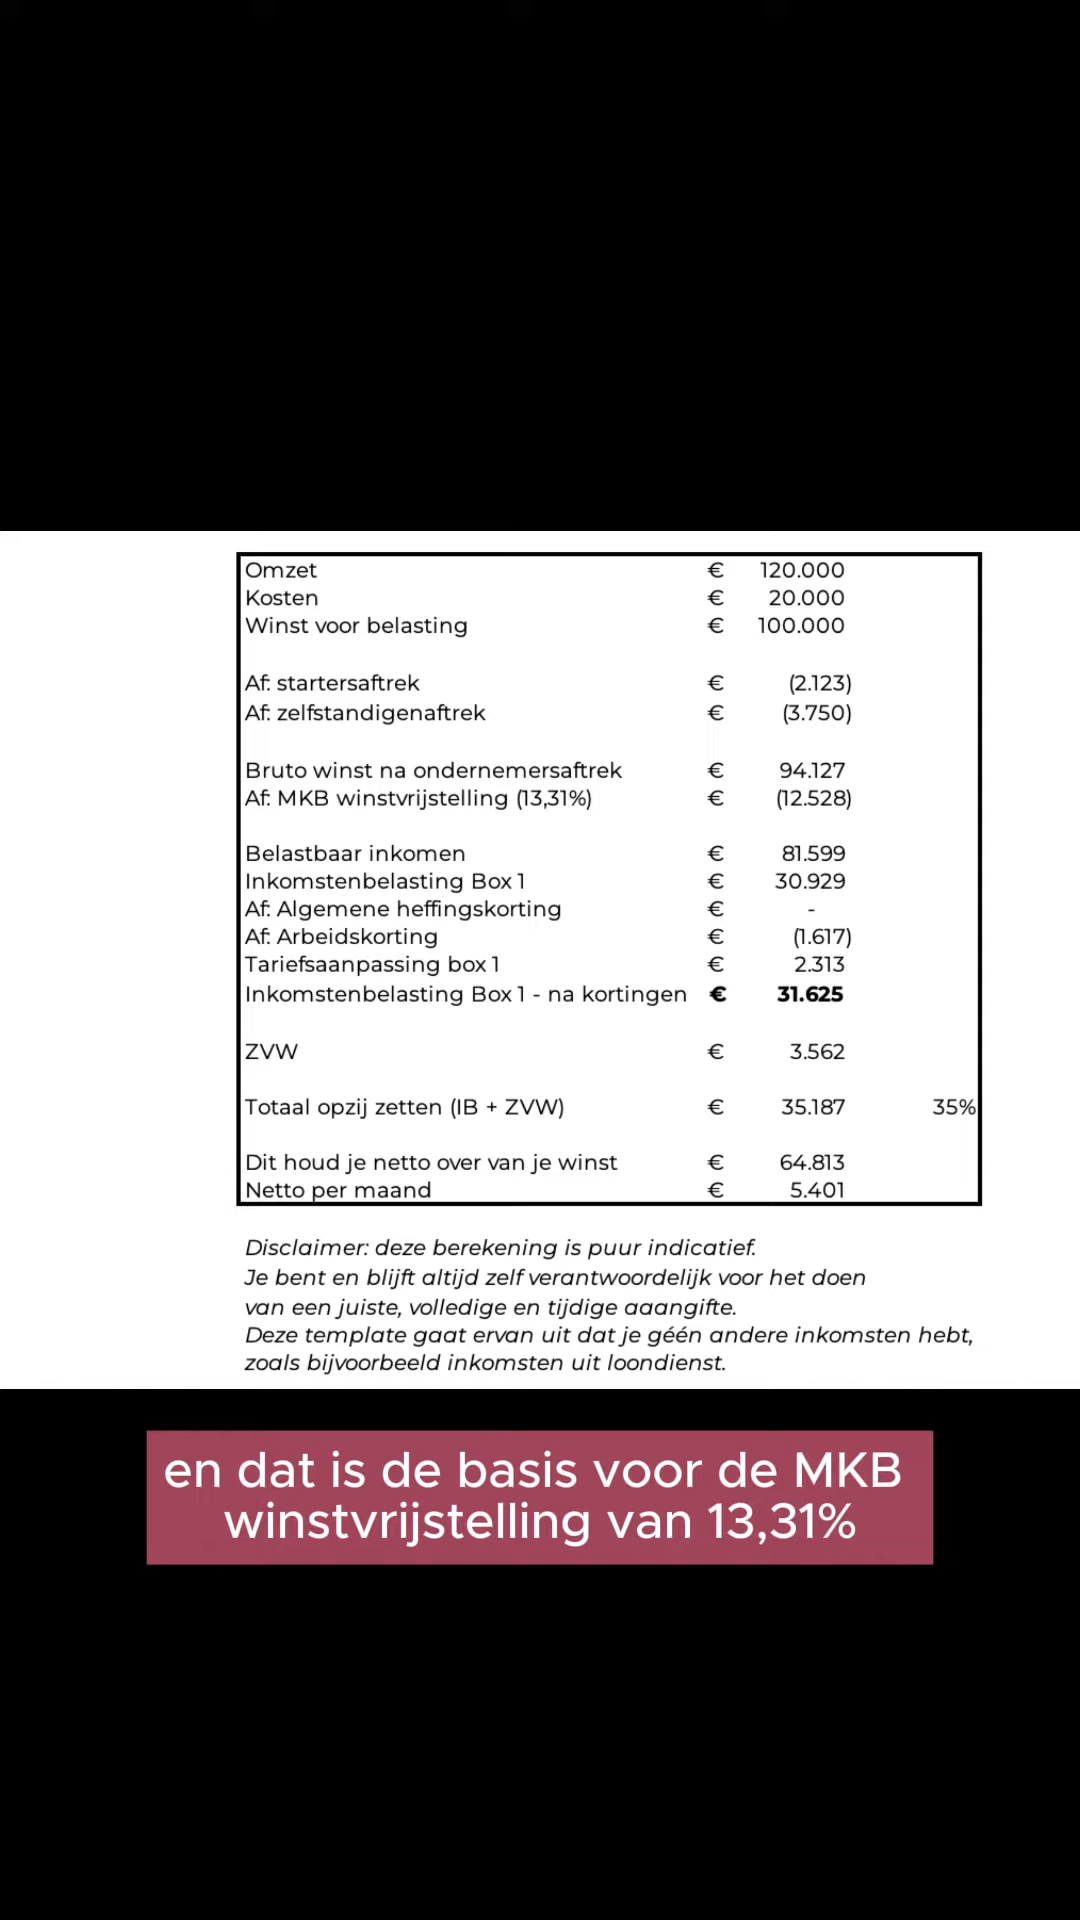 Omzet € 120.000
Kosten € 20.000
Winst voor belasting € 100.000
Af: startersaftrek € (2.123)
Af: zelfstandigenaftrek € (3.750)
Bruto winst na ondernemersaftrek € 94.127
Af: MKB winstvrijstelling (13,31%) € (12.528)
Belastbaar inkomen € 81.599
Inkomstenbelasting Box 1 € 30.929
Af: Algemene heffingskorting € -
Af: Arbeidskorting € (1.617)
Tariefsaanpassing box 1 € 2.313
Inkomstenbelasting Box 1 - na kortingen € 31.625
ZVW € 3.562
Totaal opzij zetten (IB + ZVW) € 35.187 35%
Dit houd je netto over van je winst € 64.813
Netto per maand € 5.401
Disclaimer: deze berekening is puur indicatief.
Je bent en blijft altijd zelf verantwoordelijk voor het doen
van een juiste, volledige en tijdige aaangifte.
Deze template gaat ervan uit dat je géén andere inkomsten hebt,
zoals bijvoorbeeld inkomsten uit loondienst.
en dat is de basis voor de MKB
winstvrijstelling van 13,31%